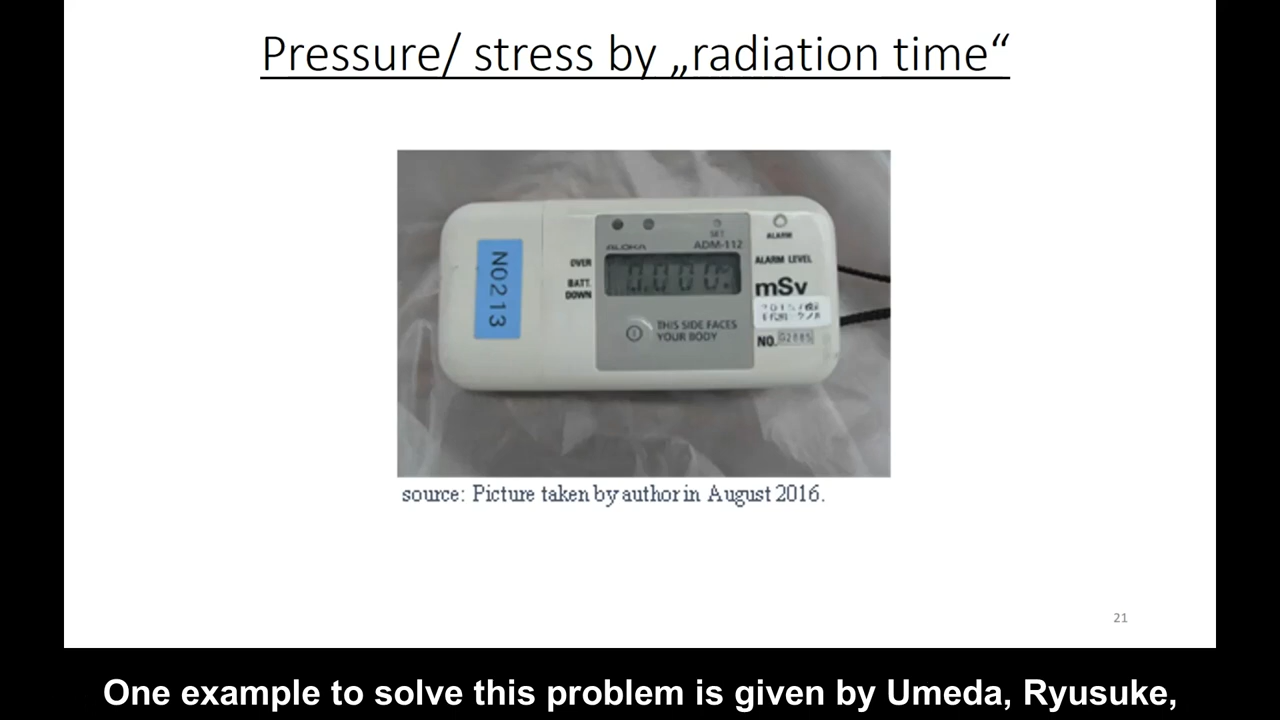 Pressure/ stress by „radiation time“
SET
ALARM
ALOKA
ADM-112
OVER
ALARM LEVEL
BATT.
DOWN
mSv
N0213
THIS SIDE FACES
YOUR BODY
NO.
source: Picture taken by author in August 2016.
21
One example to solve this problem is given by Umeda, Ryusuke,